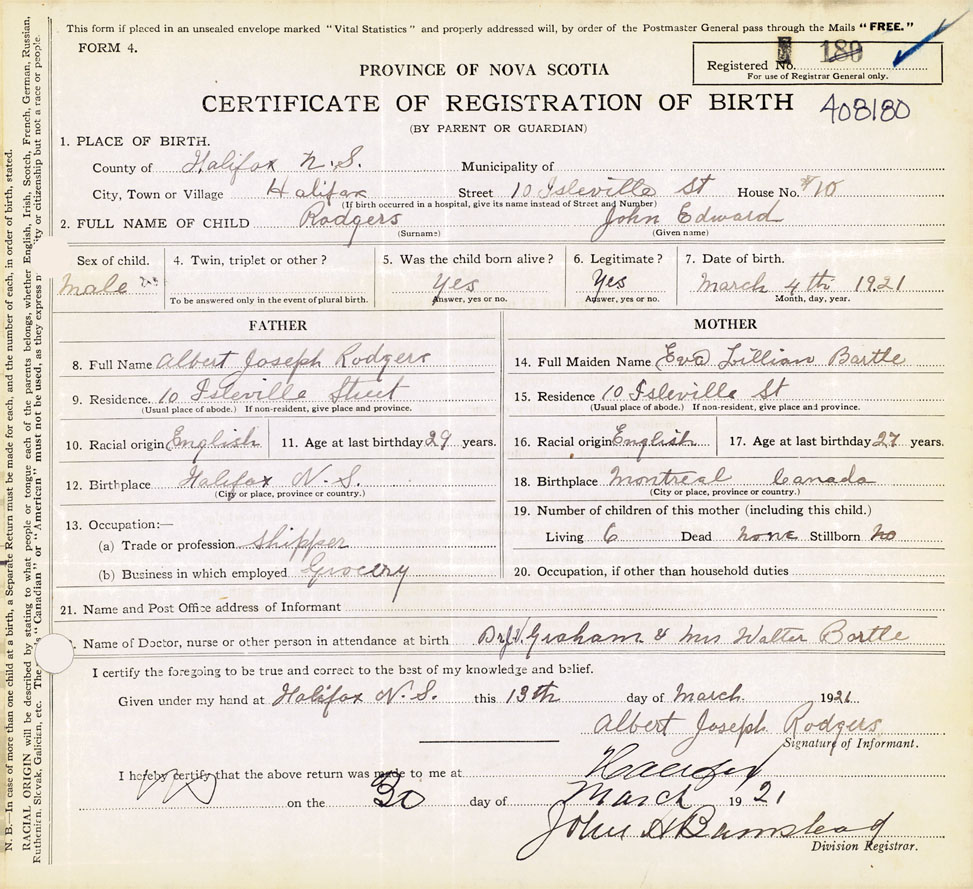 This form if placed in an unsealed envelope marked "Vital Statistics" and properly addressed will, by order of the Postmaster General pass through the Mails "FREE."
FORM 4.
Registered No. 180
For use of Registrar General only.
PROVINCE OF NOVA SCOTIA
CERTIFICATE OF REGISTRATION OF BIRTH 408180
(BY PARENT OR GUARDIAN)
1. PLACE OF BIRTH.
County of Halifax N.S. Municipality of
City, Town or Village Halifax Street 10 Isleville St House No. #10
(If birth occurred in a hospital, give its name instead of Street and Number)
2. FULL NAME OF CHILD Rodgers John Edward
(Surname) (Given name)
Sex of child. 4. Twin, triplet or other? 5. Was the child born alive? 6. Legitimate? 7. Date of birth.
Male Yes Yes March 4th 1921
To be answered only in the event of plural birth. Answer, yes or no. Answer, yes or no. Month, day, year.
FATHER
8. Full Name Albert Joseph Rodgers
9. Residence. 10 Isleville Street
(Usual place of abode.) If non-resident, give place and province.
10. Racial origin English 11. Age at last birthday 29 years.
12. Birthplace Halifax N.S.
(City or place, province or country.)
13. Occupation:—
(a) Trade or profession shipper
(b) Business in which employed Grocery
MOTHER
14. Full Maiden Name Eva Lillian Bartle
15. Residence 10 Isleville St
(Usual place of abode.) If non-resident, give place and province.
16. Racial origin English 17. Age at last birthday 27 years.
18. Birthplace Montreal Canada
(City or place, province or country.)
19. Number of children of this mother (including this child.)
Living 6 Dead none Stillborn no
20. Occupation, if other than household duties
21. Name and Post Office address of Informant
Name of Doctor, nurse or other person in attendance at birth Dr J.V. Graham & Mrs Walter Bartle
I certify the foregoing to be true and correct to the best of my knowledge and belief.
Given under my hand at Halifax N.S. this 13th day of March 1921
Albert Joseph Rodgers
Signature of Informant.
I hereby certify that the above return was made to me at Halifax
on the 30 day of March 1921
John A Barnstead
Division Registrar.
N. B.—In case of more than one child at a birth, a Separate Return must be made for each, and the number of each, in order of birth, stated.
RACIAL ORIGIN will be described by stating to what people or tongue each of the parents belongs, whether English, Irish, Scotch, French, German, Russian,
Ruthenian, Slovak, Galician, etc. The "Canadian" or "American" must not be used, as they express citizenship but not a race or people.